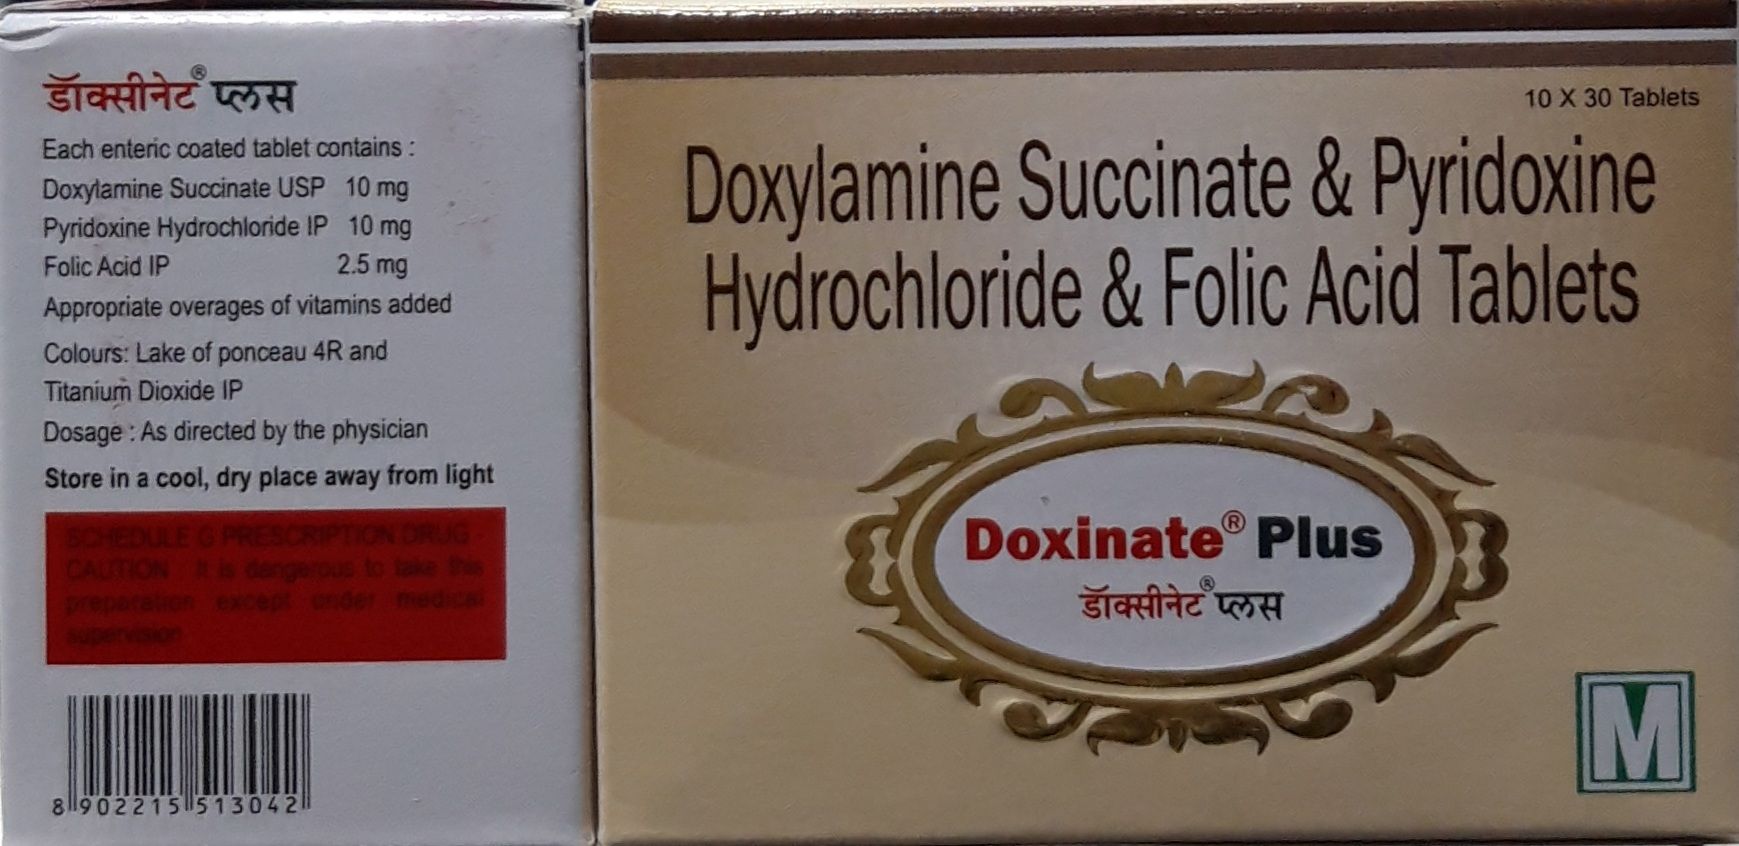 डॉक्सीनेट® प्लस
Each enteric coated tablet contains :
Doxylamine Succinate USP 10 mg
Pyridoxine Hydrochloride IP 10 mg
Folic Acid IP 2.5 mg
Appropriate overages of vitamins added
Colours: Lake of ponceau 4R and
Titanium Dioxide IP
Dosage : As directed by the physician
Store in a cool, dry place away from light
SCHEDULE G PRESCRIPTION DRUG -
CAUTION It is dangerous to take this
preparation except under medical
supervision
8 902215 513042
10 X 30 Tablets
Doxylamine Succinate & Pyridoxine
Hydrochloride & Folic Acid Tablets
Doxinate® Plus
डॉक्सीनेट® प्लस
M